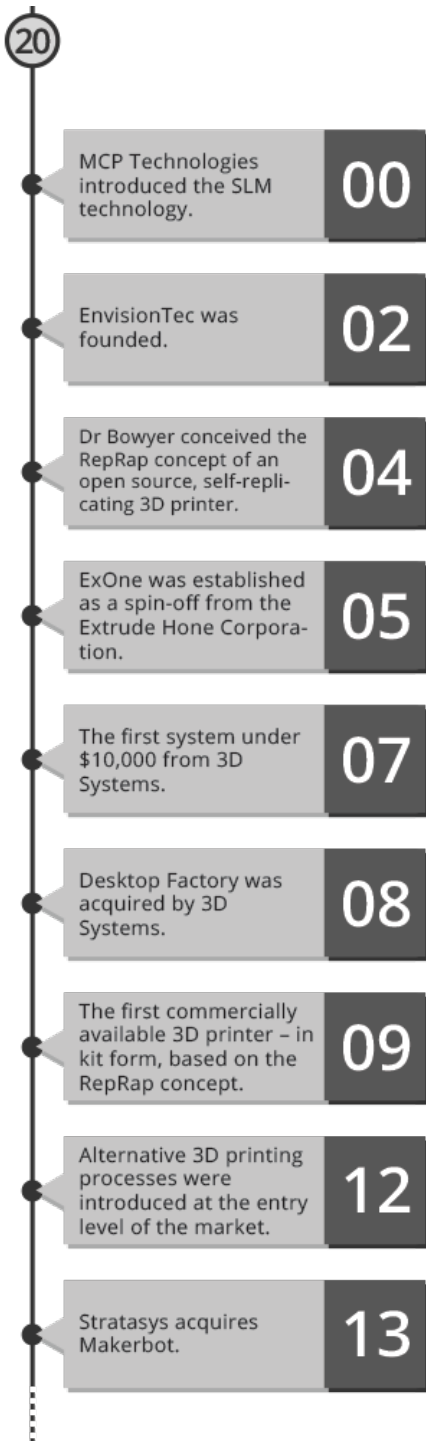 20
MCP Technologies
introduced the SLM
technology.
00
EnvisionTec was
founded.
02
Dr Bowyer conceived the
RepRap concept of an
open source, self-repli-
cating 3D printer.
04
ExOne was established
as a spin-off from the
Extrude Hone Corpora-
tion.
05
The first system under
$10,000 from 3D
Systems.
07
Desktop Factory was
acquired by 3D
Systems.
08
The first commercially
available 3D printer – in
kit form, based on the
RepRap concept.
09
Alternative 3D printing
processes were
introduced at the entry
level of the market.
12
Stratasys acquires
Makerbot.
13